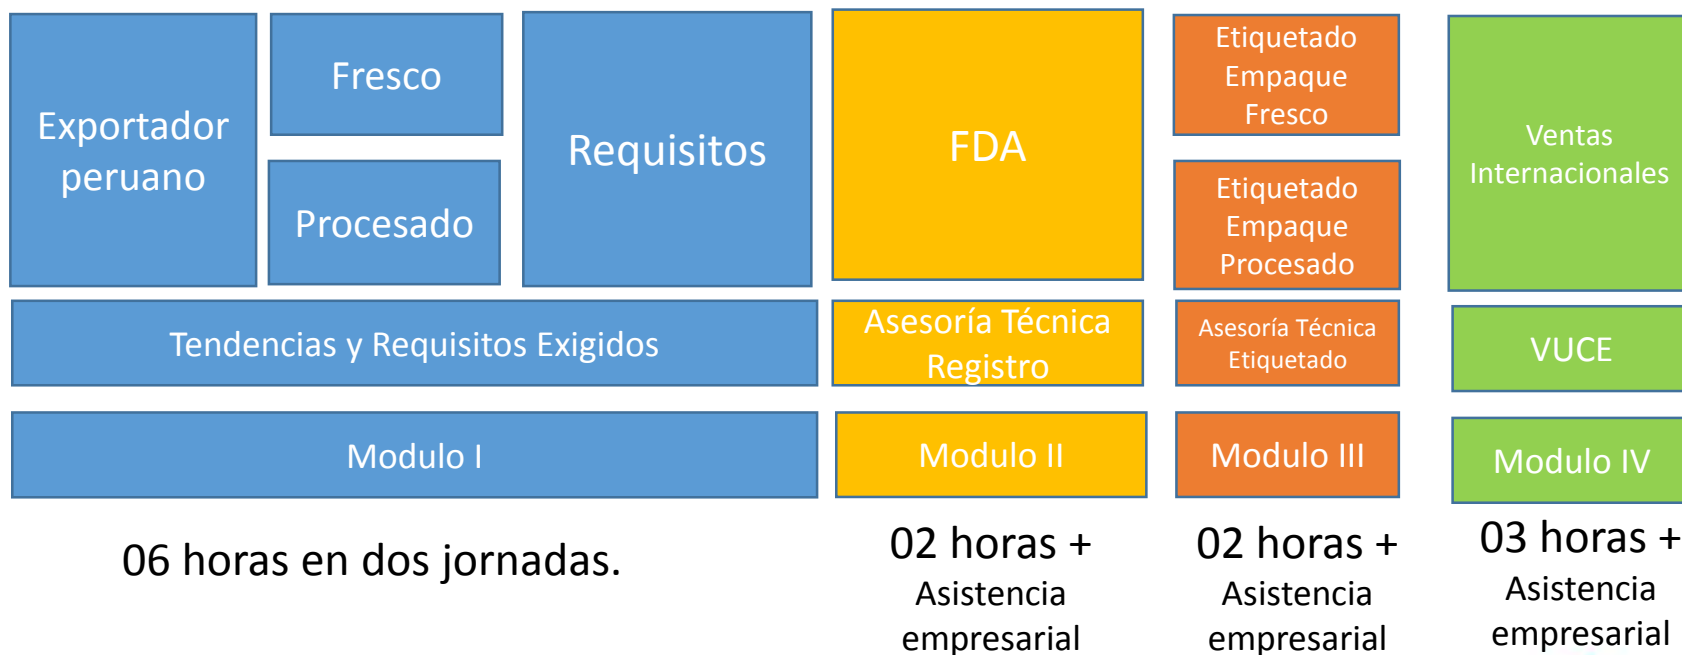 Exportador
peruano
Fresco
Procesado
Requisitos
FDA
Etiquetado
Empaque
Fresco
Etiquetado
Empaque
Procesado
Ventas
Internacionales
Tendencias y Requisitos Exigidos
Asesoría Técnica
Registro
Asesoría Técnica
Etiquetado
VUCE
Modulo I
Modulo II
Modulo III
Modulo IV
06 horas en dos jornadas.
02 horas +
Asistencia
empresarial
02 horas +
Asistencia
empresarial
03 horas +
Asistencia
empresarial